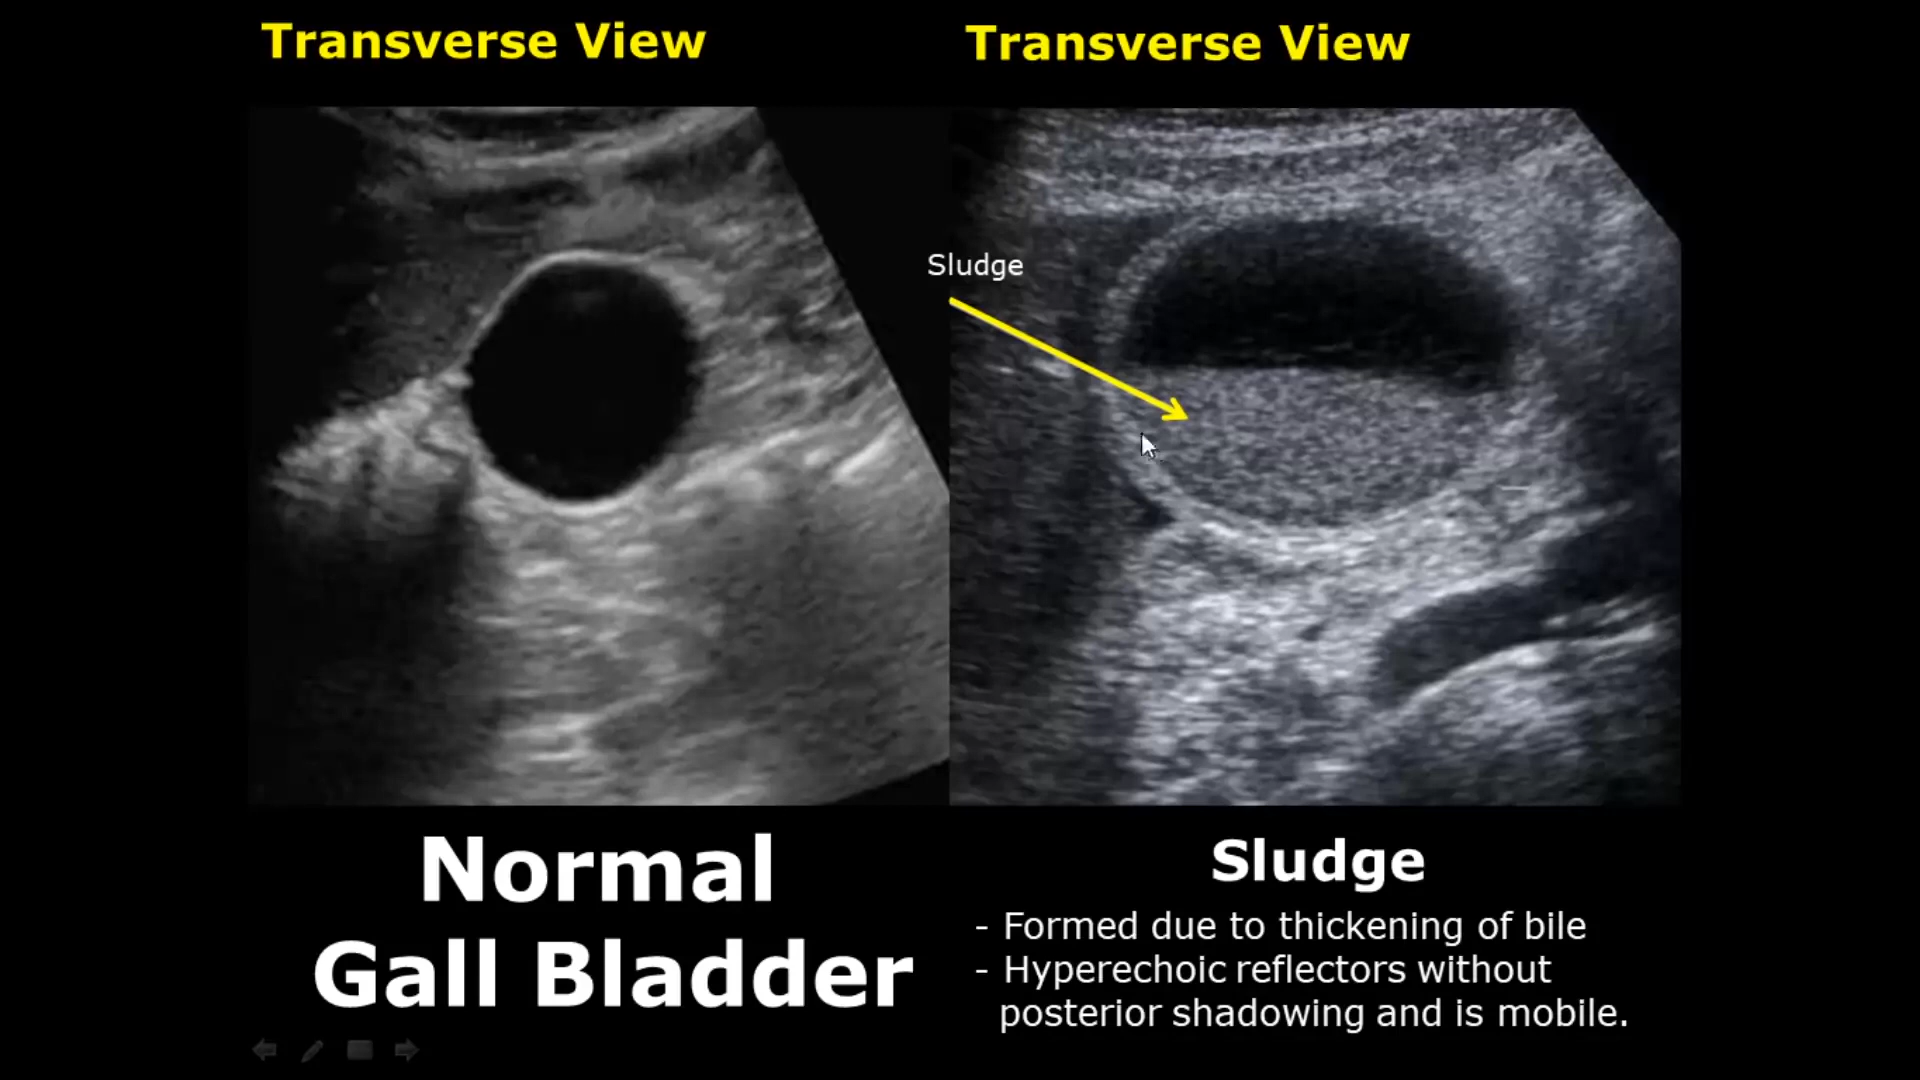 Transverse View
Transverse View
Sludge
Normal
Gall Bladder
Sludge
- Formed due to thickening of bile
- Hyperechoic reflectors without
posterior shadowing and is mobile.